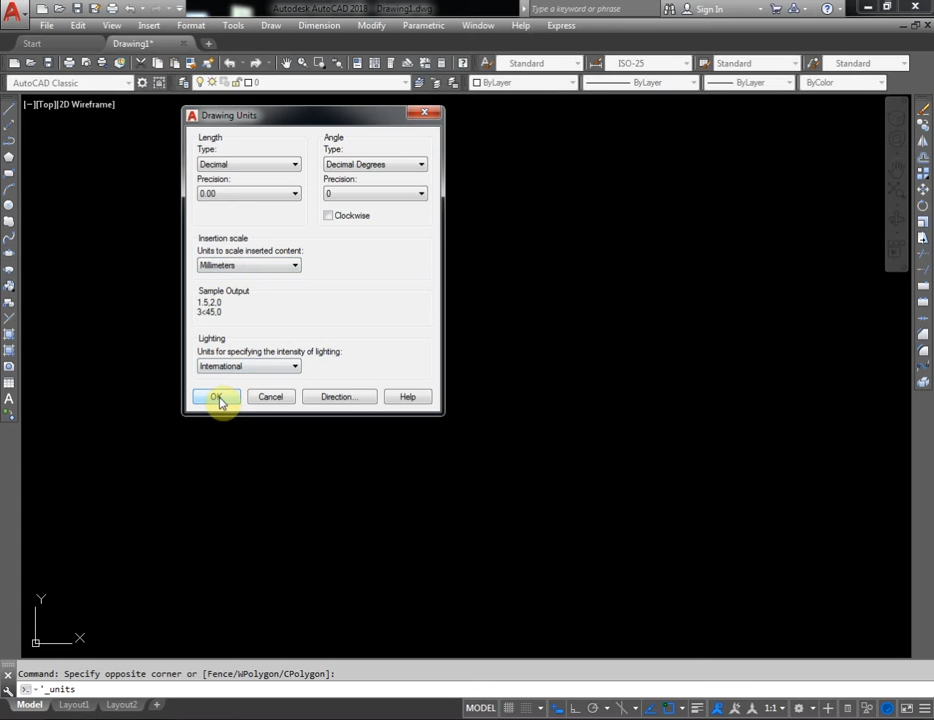 Autodesk AutoCAD 2018 Drawing1.dwg Type a keyword or phrase Sign In
File Edit View Insert Format Tools Draw Dimension Modify Parametric Window Help Express
Start Drawing1*
Standard ISO-25 Standard Standard
AutoCAD Classic 0 ByLayer ByLayer ByLayer ByColor
[−][Top][2D Wireframe]
Drawing Units
Length Angle
Type: Type:
Decimal Decimal Degrees
Precision: Precision:
0.00 0
Clockwise
Insertion scale
Units to scale inserted content:
Millimeters
Sample Output
1.5,2,0
3<45,0
Lighting
Units for specifying the intensity of lighting:
International
OK Cancel Direction... Help
Y
X
Command: Specify opposite corner or [Fence/WPolygon/CPolygon]:
'_units
Model Layout1 Layout2 + MODEL 1:1